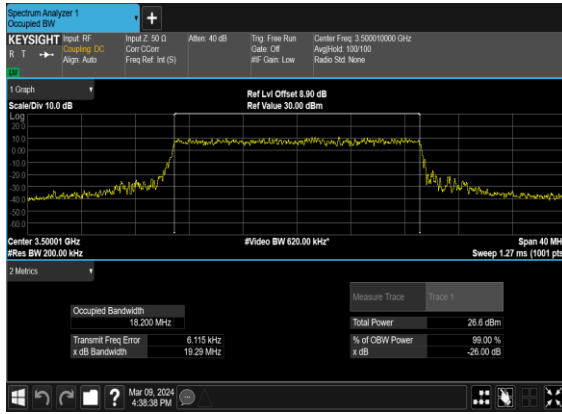 Spectrum Analyzer 1
Occupied BW
KEYSIGHT Input: RF Input Z: 50 Ω Atten: 40 dB Trig: Free Run Center Freq: 3.500010000 GHz
R T Coupling: DC Corr CCorr Gate: Off Avg|Hold: 100/100
Align: Auto Freq Ref: Int (S) #IF Gain: Low Radio Std: None
1 Graph
Ref Lvl Offset 8.90 dB
Scale/Div 10.0 dB Ref Value 30.00 dBm
Log
20.0
10.0
0.00
-10.0
-20.0
-30.0
-40.0
-50.0
-60.0
Center 3.50001 GHz #Video BW 620.00 kHz* Span 40 MH
#Res BW 200.00 kHz Sweep 1.27 ms (1001 pts
2 Metrics
Measure Trace Trace 1
Occupied Bandwidth
18.200 MHz Total Power 26.6 dBm
Transmit Freq Error 6.115 kHz % of OBW Power 99.00 %
x dB Bandwidth 19.29 MHz x dB -26.00 dB
? Mar 09, 2024
4:38:38 PM